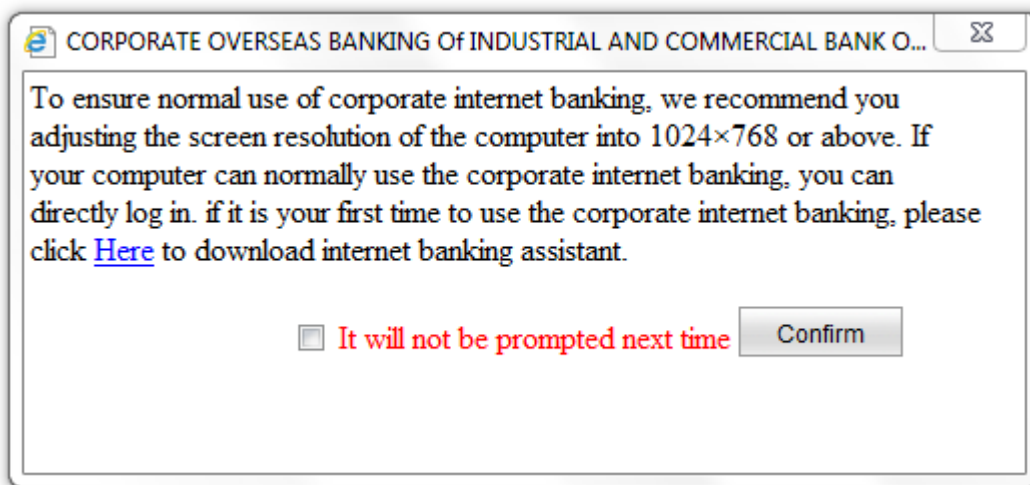 CORPORATE OVERSEAS BANKING Of INDUSTRIAL AND COMMERCIAL BANK O...
To ensure normal use of corporate internet banking, we recommend you
adjusting the screen resolution of the computer into 1024×768 or above. If
your computer can normally use the corporate internet banking, you can
directly log in. if it is your first time to use the corporate internet banking, please
click Here to download internet banking assistant.
It will not be prompted next time Confirm